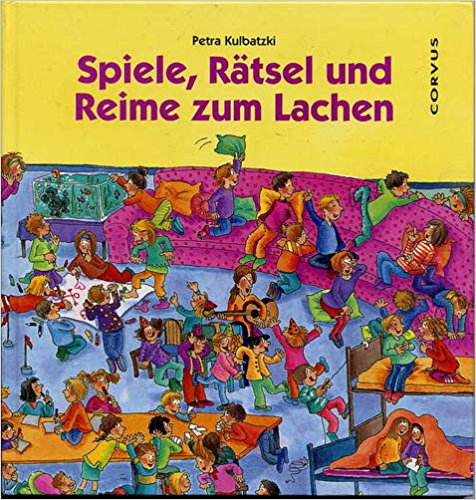 Petra Kulbatzki
Spiele, Rätsel und
Reime zum Lachen
CORVUS